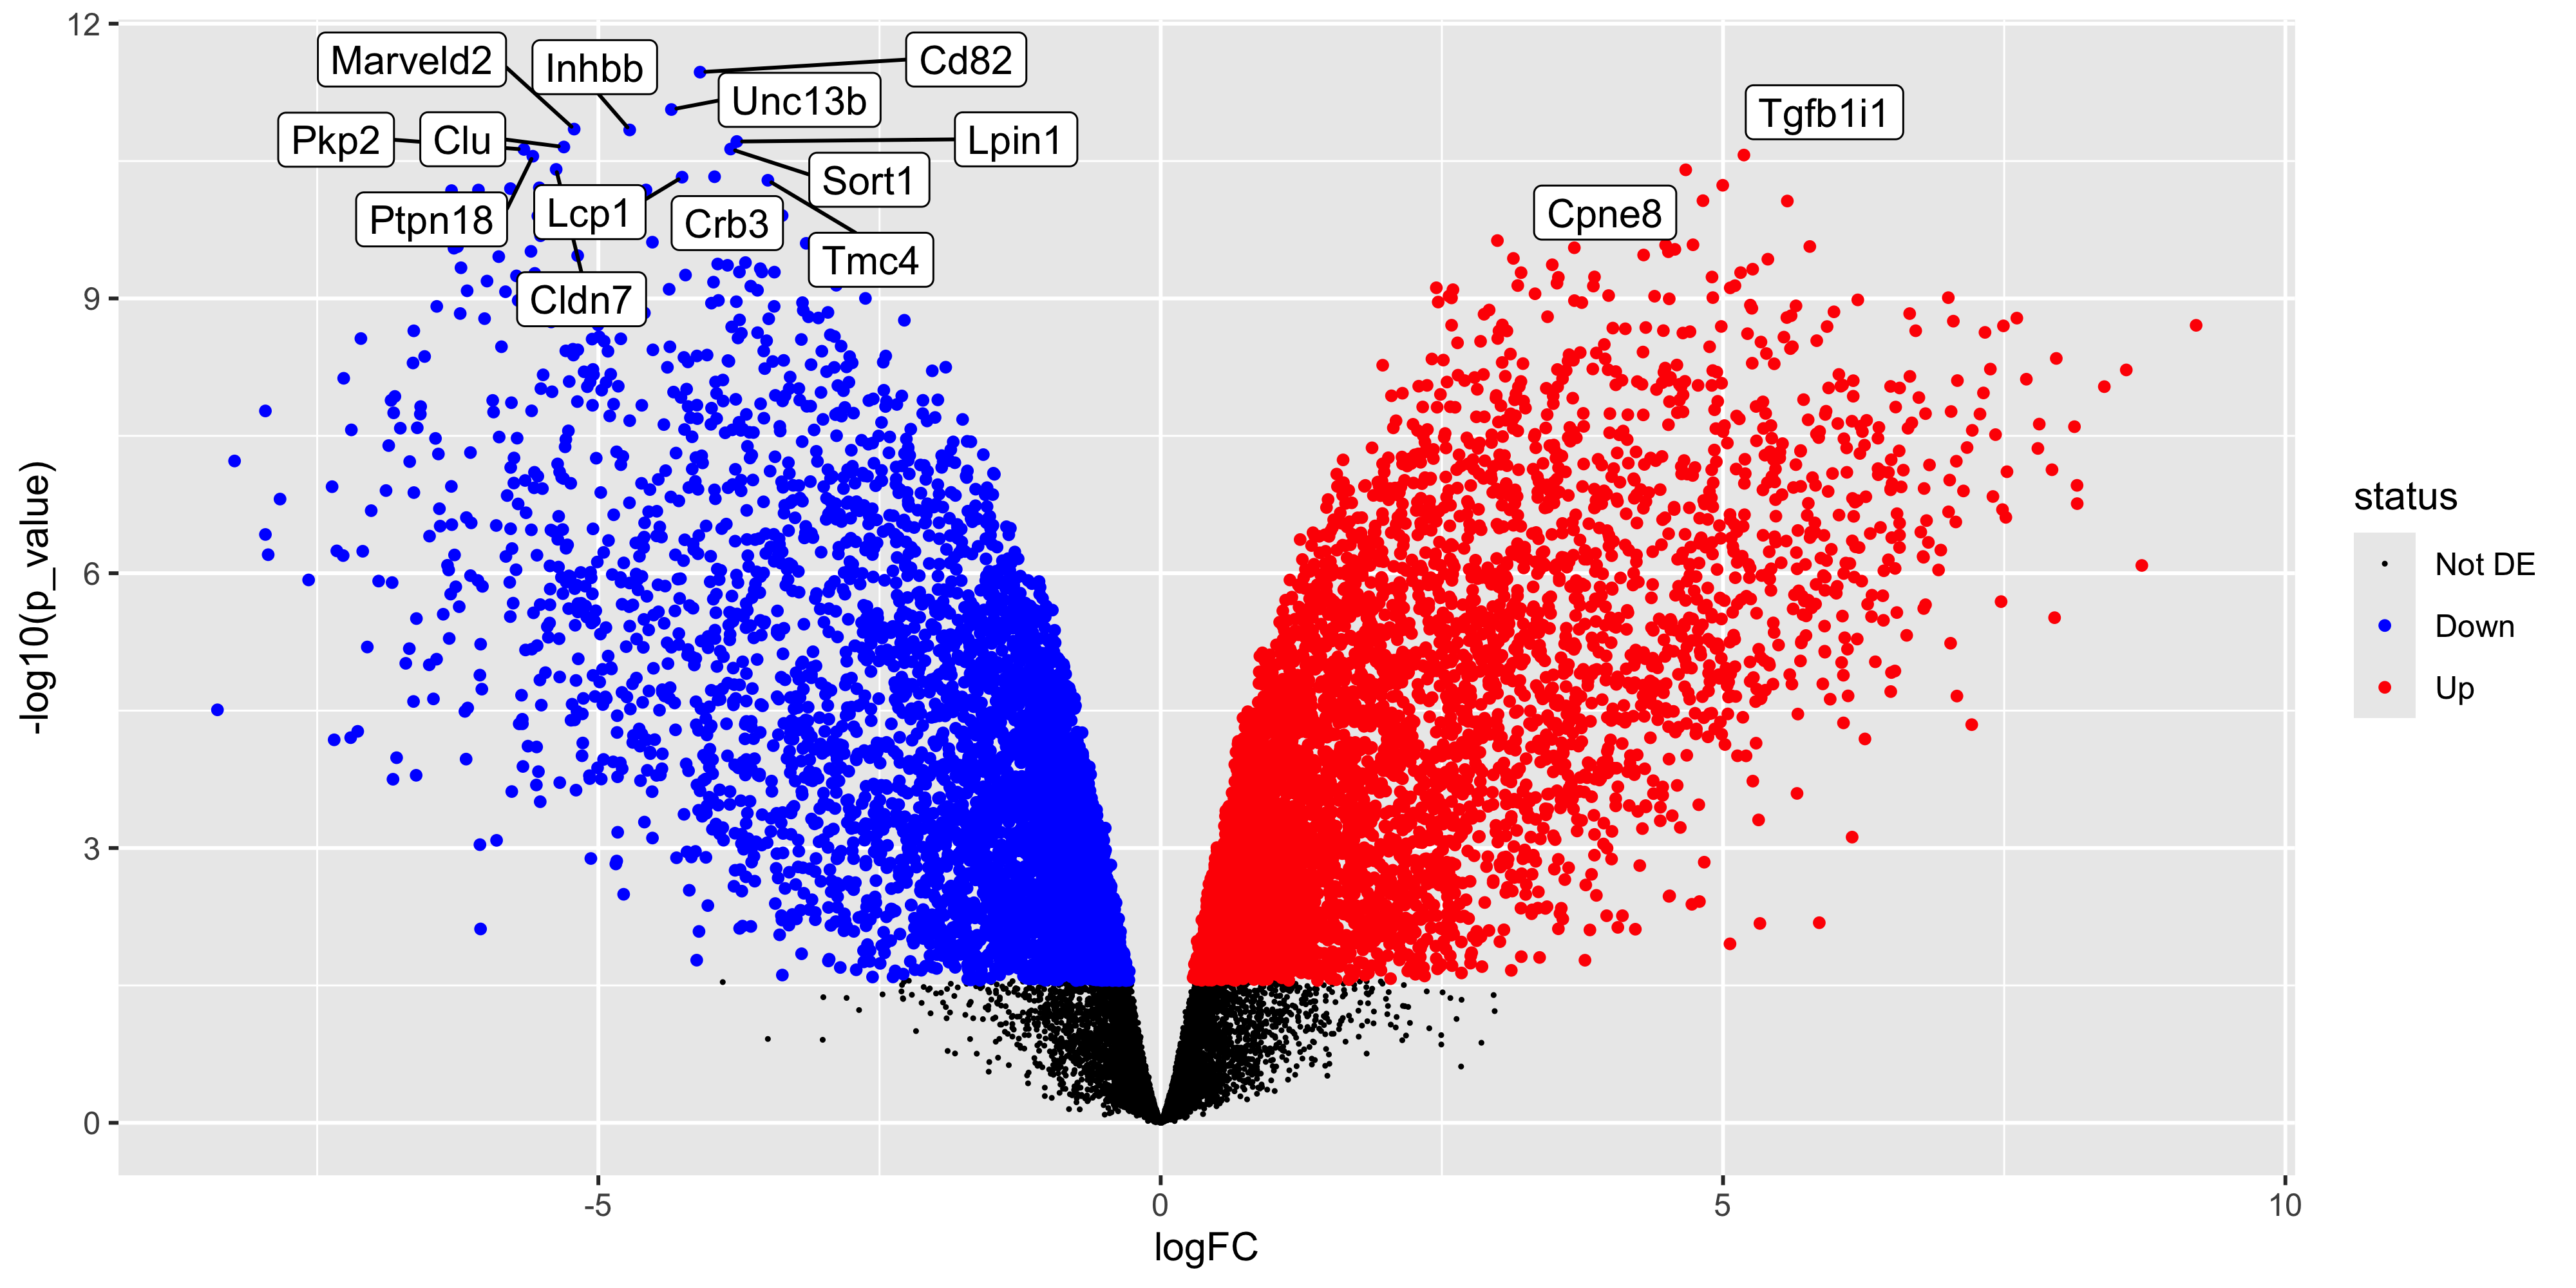 12
9
6
3
0
-log10(p_value)
Marveld2
Inhbb
Cd82
Unc13b
Tgfb1i1
Pkp2
Clu
Lpin1
Sort1
Ptpn18
Lcp1
Crb3
Cpne8
Tmc4
Cldn7
-5
0
5
10
logFC
status
Not DE
Down
Up